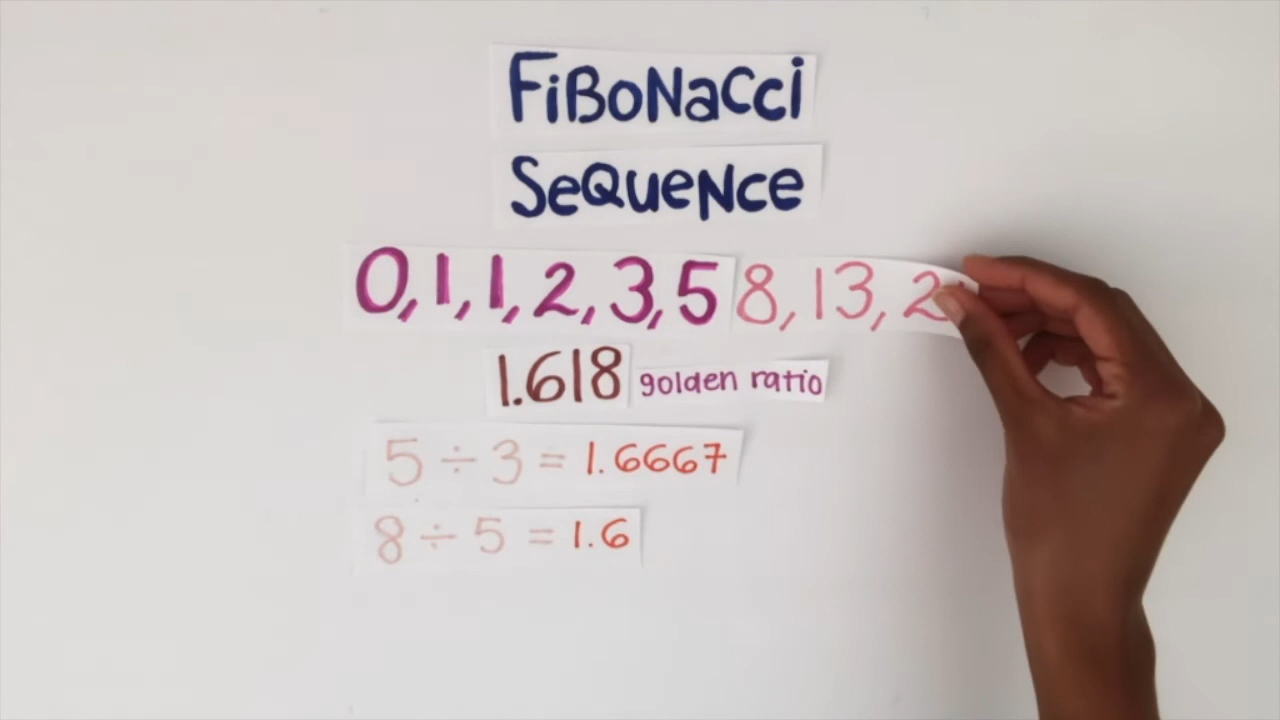 FiBoNacci
SeQueNce
0,1,1,2,3,5 8,13,2
1.618 golden ratio
5 ÷ 3 = 1.6667
8 ÷ 5 = 1.6